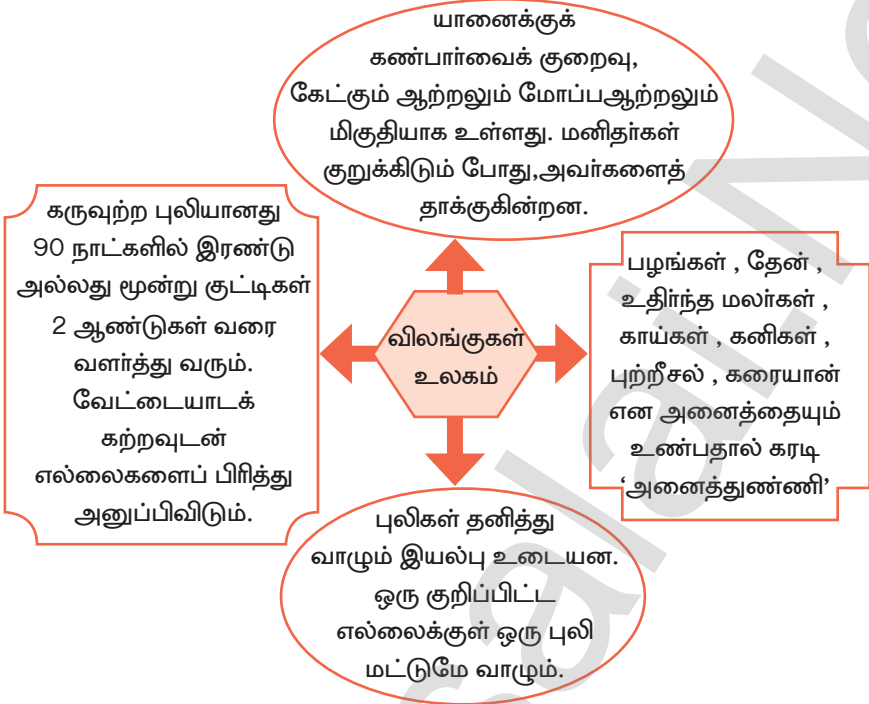 யானைக்குக்
கண்பார்வைக் குறைவு,
கேட்கும் ஆற்றலும் மோப்பஆற்றலும்
மிகுதியாக உள்ளது. மனிதர்கள்
குறுக்கிடும் போது,அவர்களைத்
தாக்குகின்றன.
கருவுற்ற புலியானது
90 நாட்களில் இரண்டு
அல்லது மூன்று குட்டிகள்
2 ஆண்டுகள் வரை
வளர்த்து வரும்.
வேட்டையாடக்
கற்றவுடன்
எல்லைகளைப் பிரித்து
அனுப்பிவிடும்.
விலங்குகள்
உலகம்
பழங்கள் , தேன் ,
உதிர்ந்த மலர்கள் ,
காய்கள் , கனிகள் ,
புற்றீசல் , கரையான்
என அனைத்தையும்
உண்பதால் கரடி
‘அனைத்துண்ணி’
புலிகள் தனித்து
வாழும் இயல்பு உடையன.
ஒரு குறிப்பிட்ட
எல்லைக்குள் ஒரு புலி
மட்டுமே வாழும்.